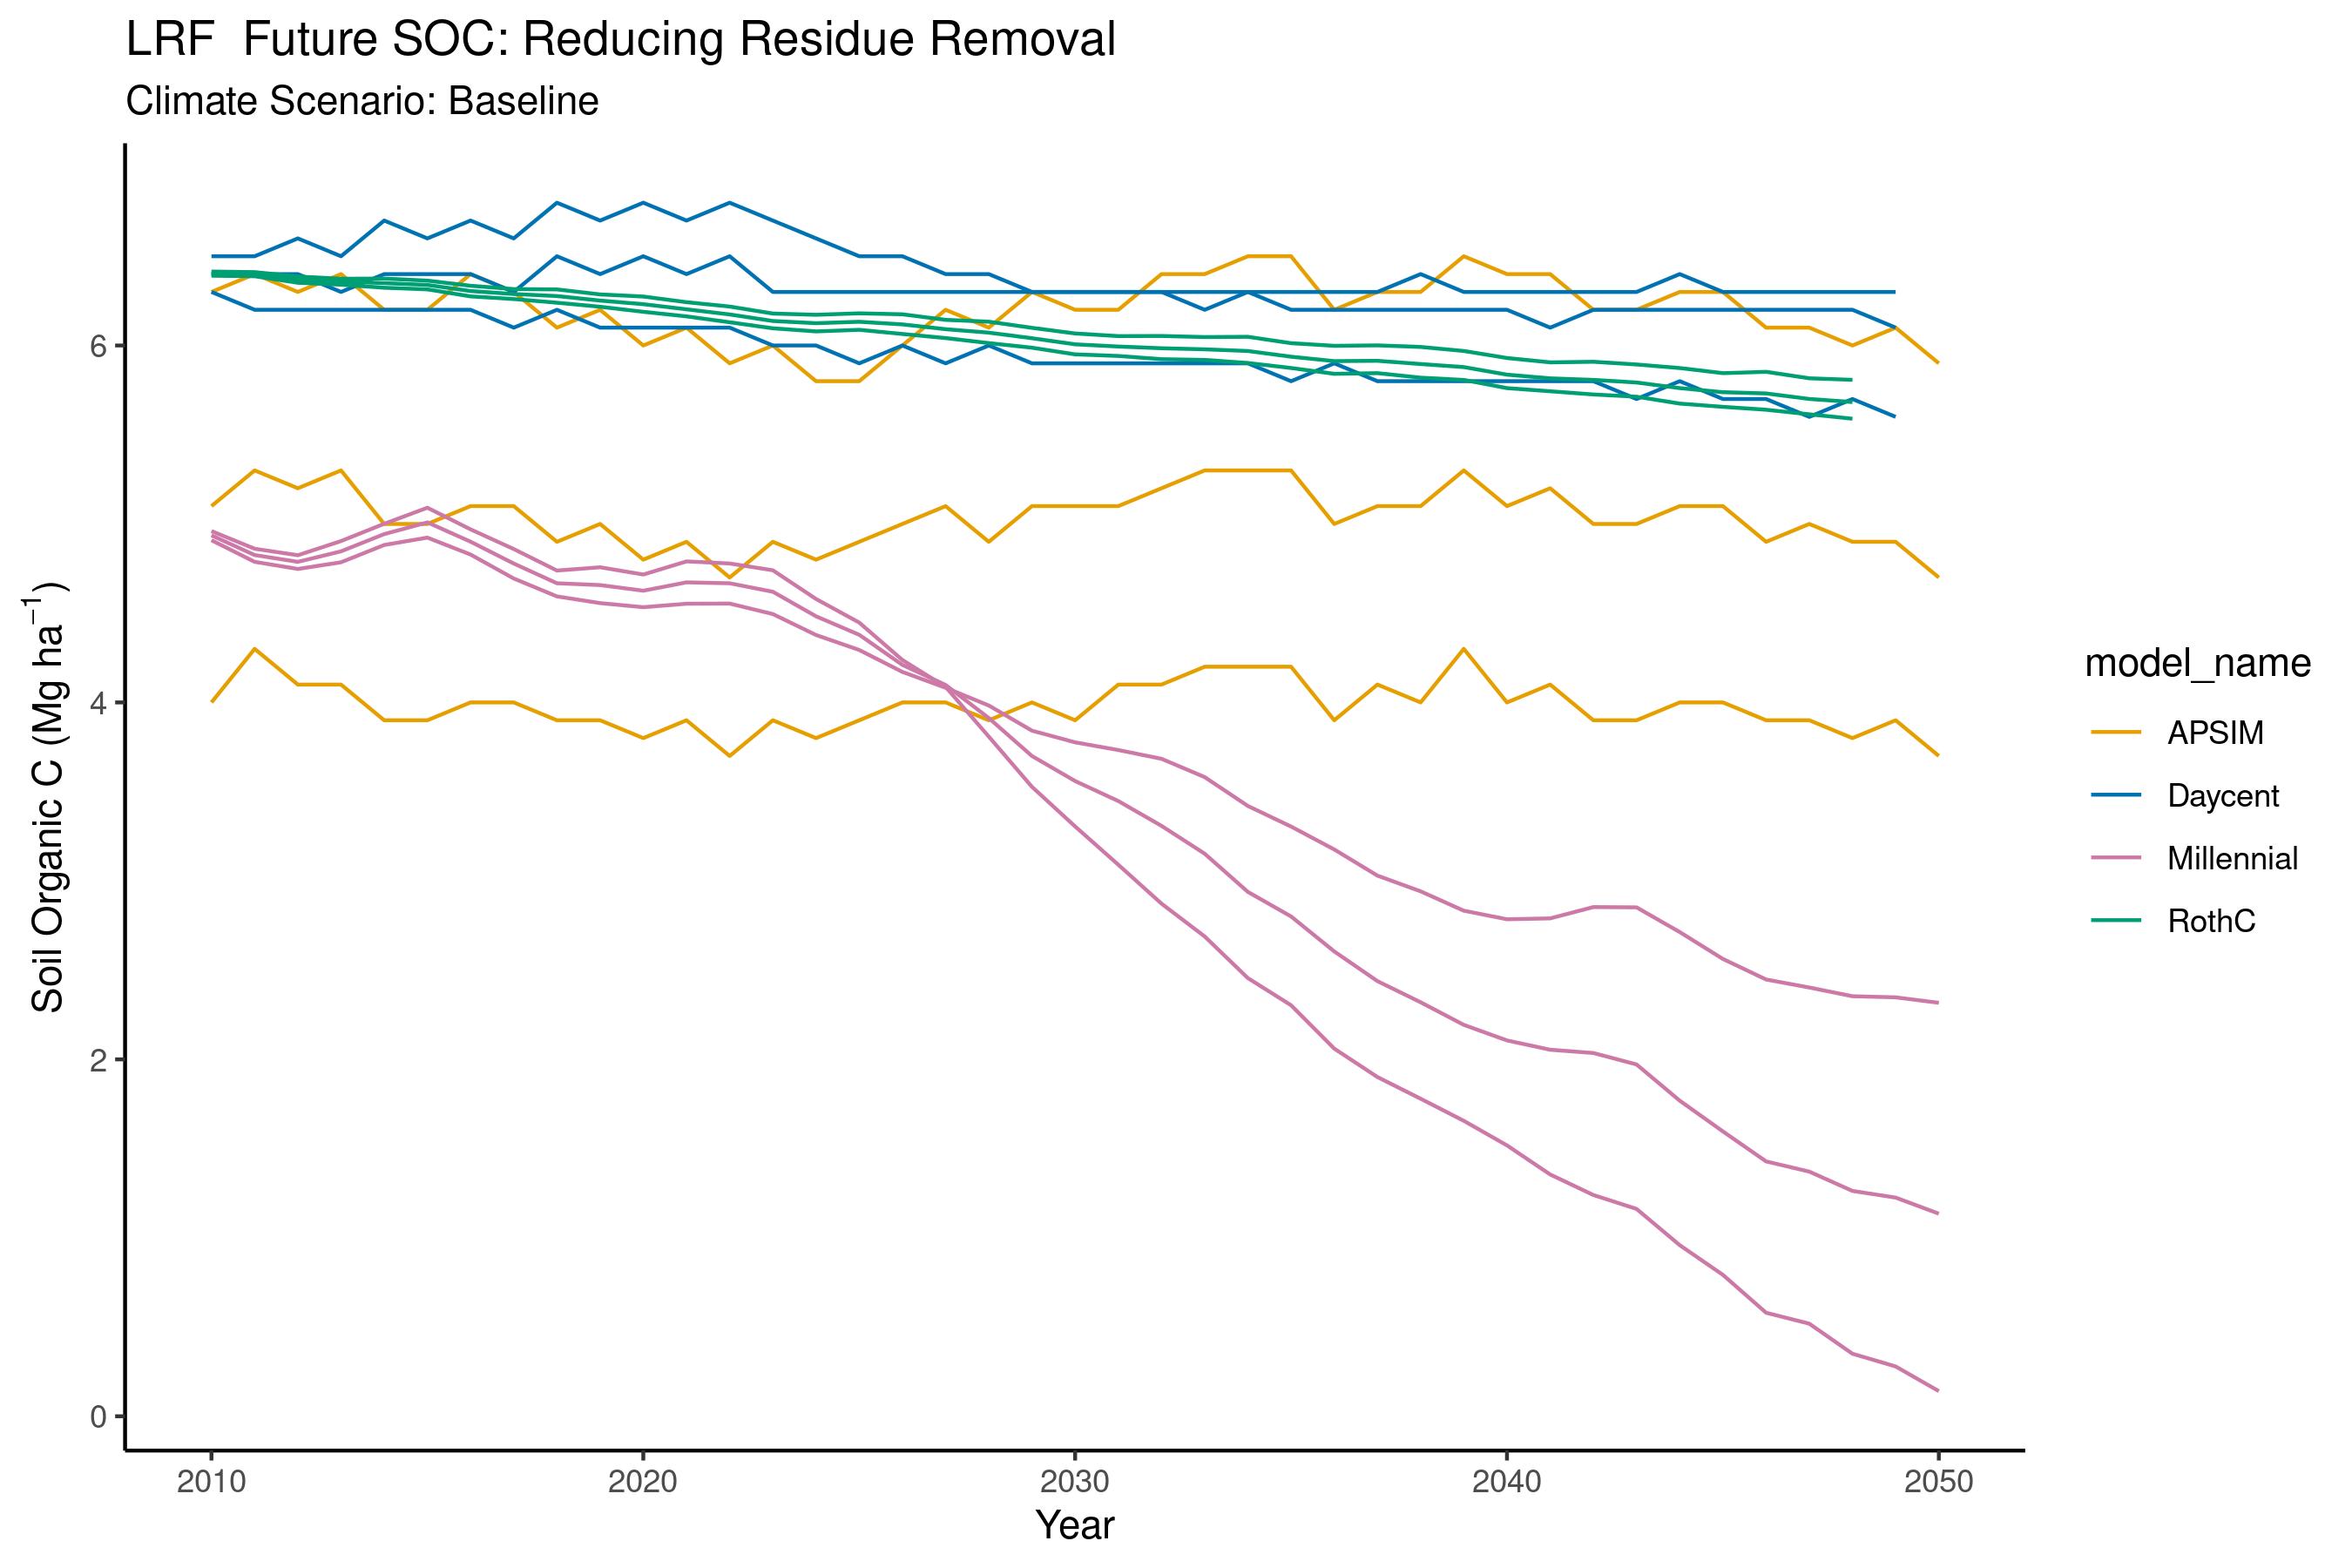 LRF  Future SOC: Reducing Residue Removal
Climate Scenario: Baseline
Soil Organic C (Mg ha⁻¹)
6
4
2
0
2010 2020 2030 2040 2050
Year
model_name
APSIM
Daycent
Millennial
RothC